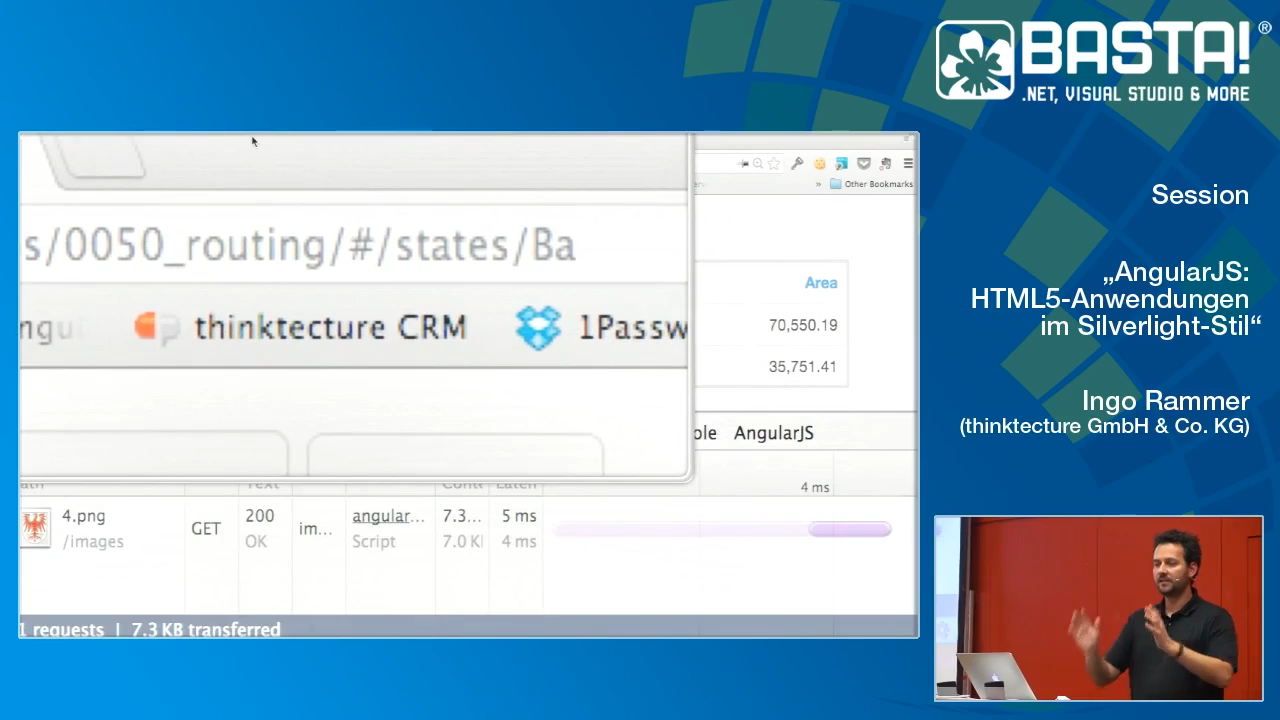 BASTA!®
.NET, VISUAL STUDIO & MORE
Session
„AngularJS:
HTML5-Anwendungen
im Silverlight-Stil“
Ingo Rammer
(thinktecture GmbH & Co. KG)
s/0050_routing/#/states/Ba
thinktecture CRM
1Passw
» Other Bookmarks
Area
70,550.19
35,751.41
AngularJS
4 ms
4.png
/images
GET
200
OK
im...
angular...
Script
7.3...
7.0 K
5 ms
4 ms
1 requests | 7.3 KB transferred